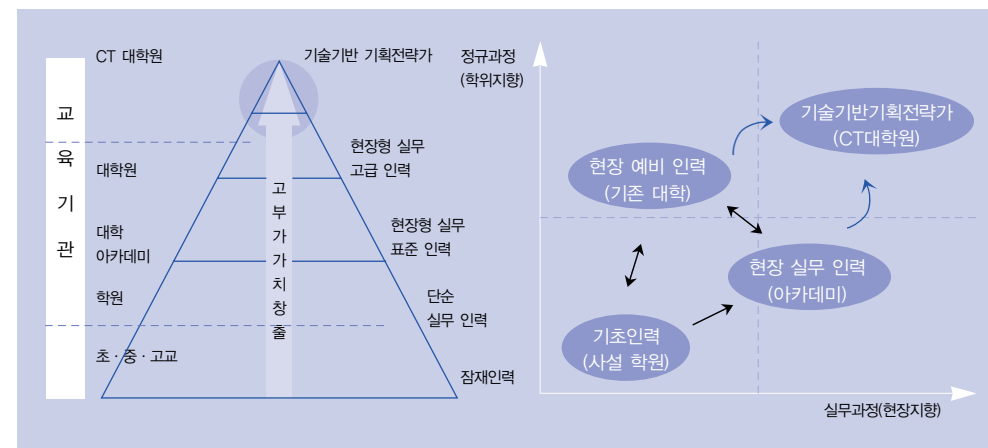 교
육
기
관
CT 대학원
대학원
대학
아카데미
학원
초 · 중 · 고교
기술기반 기획전략가
현장형 실무
고급 인력
현장형 실무
표준 인력
단순
실무 인력
잠재인력
고
부
가
가
치
창
출
정규과정
(학위지향)
기술기반기획전략가
(CT대학원)
현장 예비 인력
(기존 대학)
현장 실무 인력
(아카데미)
기초인력
(사설 학원)
실무과정(현장지향)